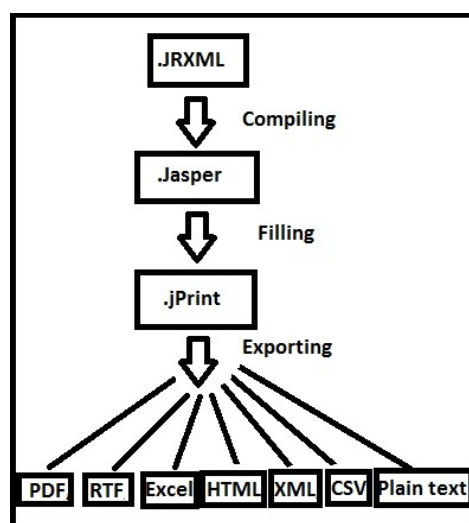 .JRXML
Compiling
.Jasper
Filling
.jPrint
Exporting
PDF RTF Excel HTML XML CSV Plain text